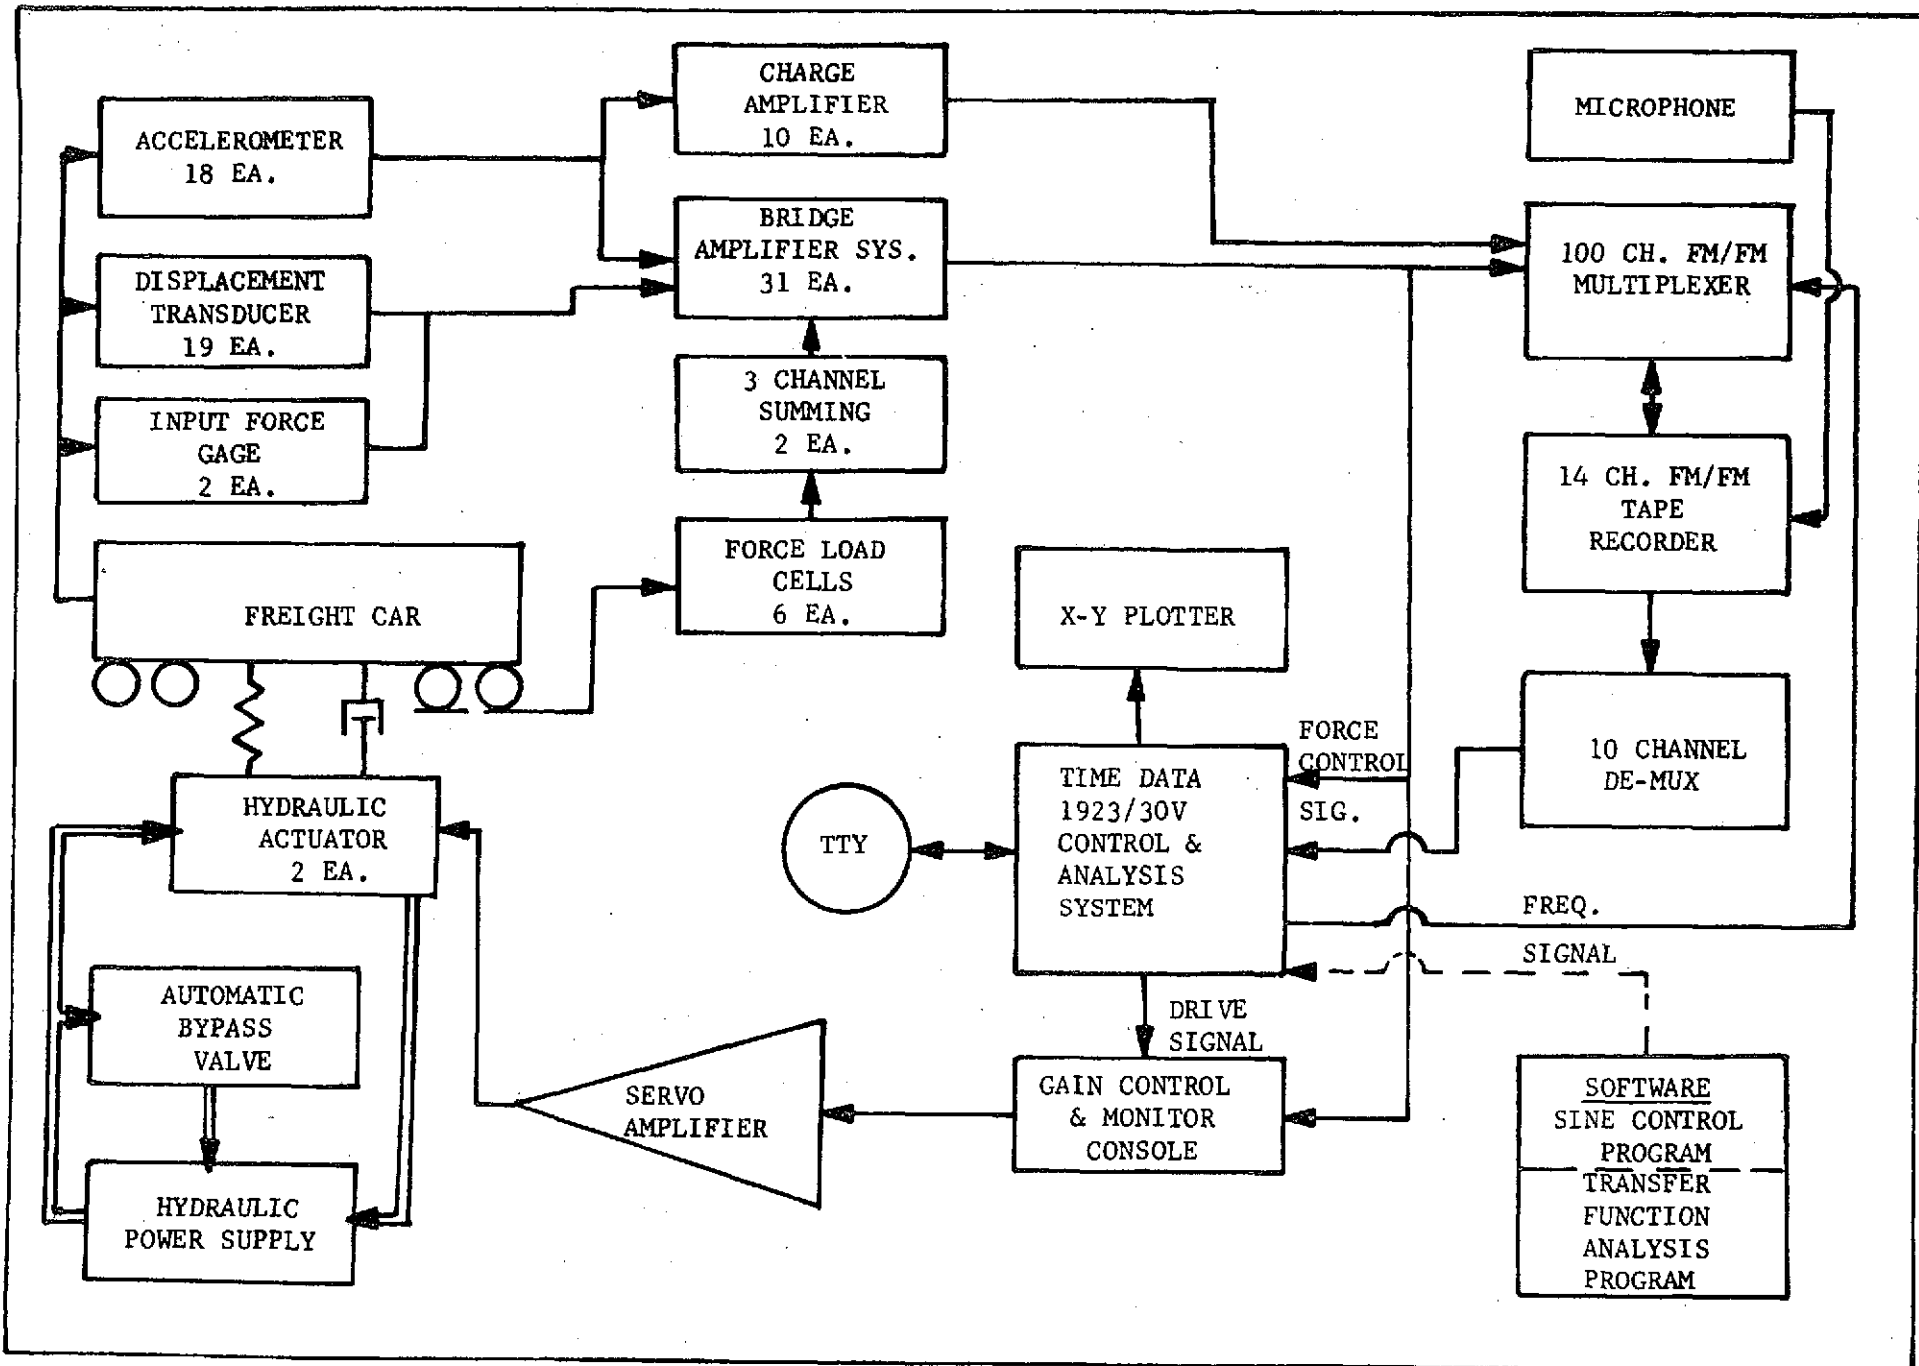 CHARGE
AMPLIFIER
10 EA.
MICROPHONE
ACCELEROMETER
18 EA.
BRIDGE
AMPLIFIER SYS.
31 EA.
100 CH. FM/FM
MULTIPLEXER
DISPLACEMENT
TRANSDUCER
19 EA.
3 CHANNEL
SUMMING
2 EA.
INPUT FORCE
GAGE
2 EA.
14 CH. FM/FM
TAPE
RECORDER
FORCE LOAD
CELLS
6 EA.
FREIGHT CAR
X-Y PLOTTER
FORCE
CONTROL
SIG.
10 CHANNEL
DE-MUX
TIME DATA
1923/30V
CONTROL &
ANALYSIS
SYSTEM
TTY
HYDRAULIC
ACTUATOR
2 EA.
FREQ.
SIGNAL
AUTOMATIC
BYPASS
VALVE
DRIVE
SIGNAL
GAIN CONTROL
& MONITOR
CONSOLE
SERVO
AMPLIFIER
SOFTWARE
SINE CONTROL
PROGRAM
TRANSFER
FUNCTION
ANALYSIS
PROGRAM
HYDRAULIC
POWER SUPPLY